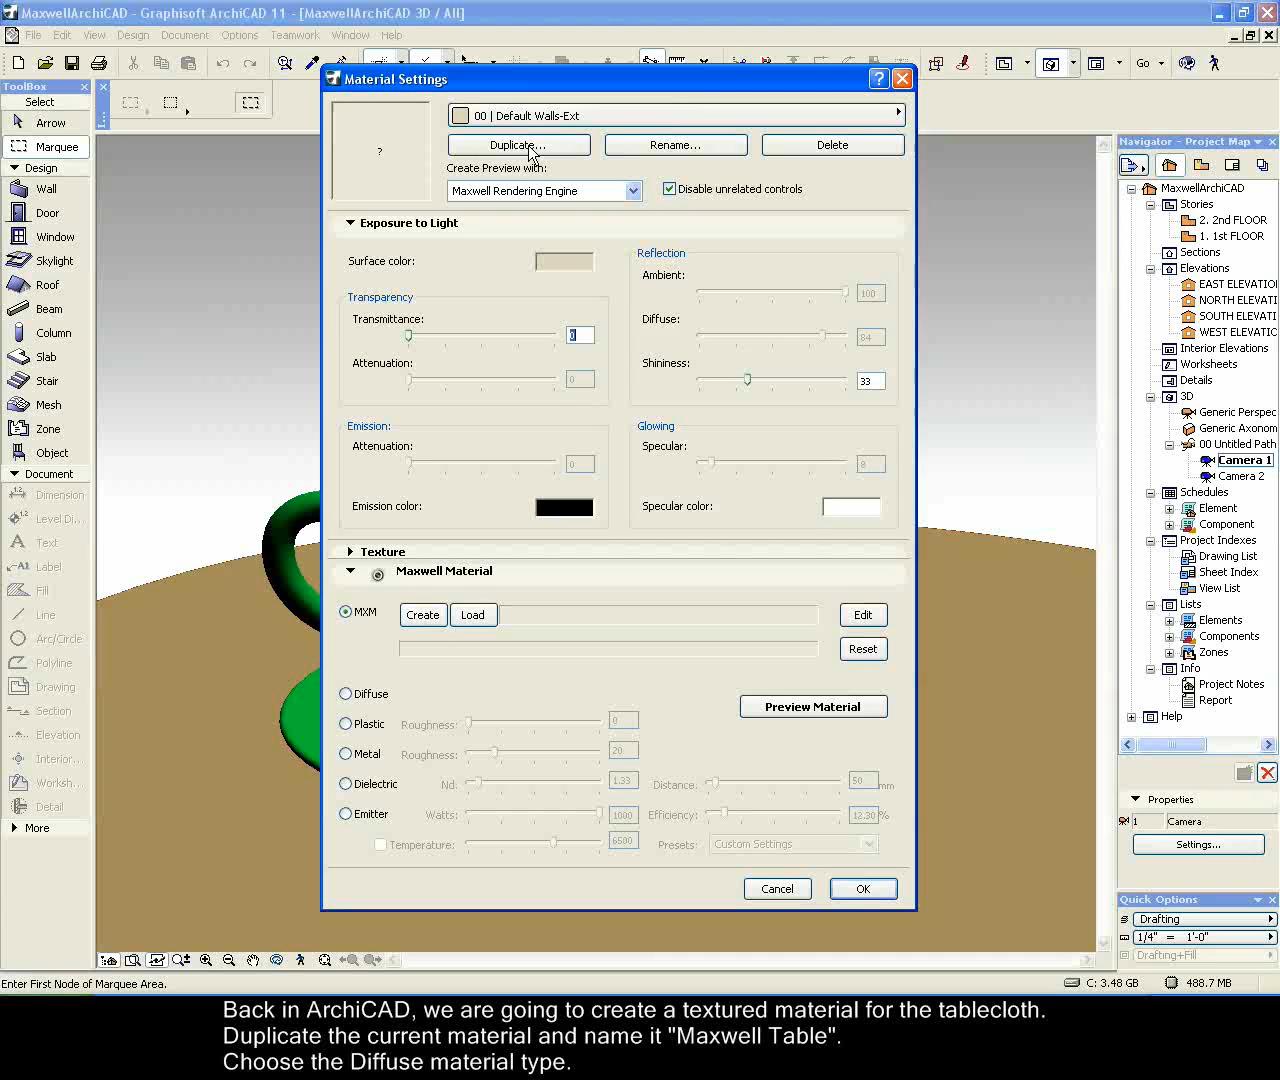 MaxwellArchiCAD - Graphisoft ArchiCAD 11 - [MaxwellArchiCAD 3D / All]
File Edit View Design Document Options Teamwork Window Help
Go
ToolBox
Select
Arrow
Marquee
Design
Wall
Door
Window
Skylight
Roof
Beam
Column
Slab
Stair
Mesh
Zone
Object
Document
Dimension
Level Di...
Text
Label
Fill
Line
Arc/Circle
Polyline
Drawing
Section
Elevation
Interior...
Worksh...
Detail
More
Material Settings
?
00 | Default Walls-Ext
Duplicate... Rename... Delete
Create Preview with:
Maxwell Rendering Engine Disable unrelated controls
Exposure to Light
Surface color:
Transparency
Transmittance:
0
Attenuation:
0
Reflection
Ambient:
100
Diffuse:
84
Shininess:
33
Emission:
Attenuation:
0
Emission color:
Glowing
Specular:
8
Specular color:
Texture
Maxwell Material
MXM Create Load Edit
Reset
Diffuse
Preview Material
Plastic Roughness: 0
Metal Roughness: 20
Dielectric Nd: 1.33 Distance: 50 mm
Emitter Watts: 1000 Efficiency: 12.30 %
Temperature: 6500 Presets: Custom Settings
Cancel OK
Navigator - Project Map
MaxwellArchiCAD
Stories
2. 2nd FLOOR
1. 1st FLOOR
Sections
Elevations
EAST ELEVATIO
NORTH ELEVATI
SOUTH ELEVATI
WEST ELEVATIO
Interior Elevations
Worksheets
Details
3D
Generic Perspec
Generic Axonom
00 Untitled Path
Camera 1
Camera 2
Schedules
Element
Component
Project Indexes
Drawing List
Sheet Index
View List
Lists
Elements
Components
Zones
Info
Project Notes
Report
Help
Properties
1 Camera
Settings...
Quick Options
Drafting
1/4" = 1'-0"
Drafting+Fill
Enter First Node of Marquee Area.
C: 3.48 GB 488.7 MB
Back in ArchiCAD, we are going to create a textured material for the tablecloth.
Duplicate the current material and name it "Maxwell Table".
Choose the Diffuse material type.